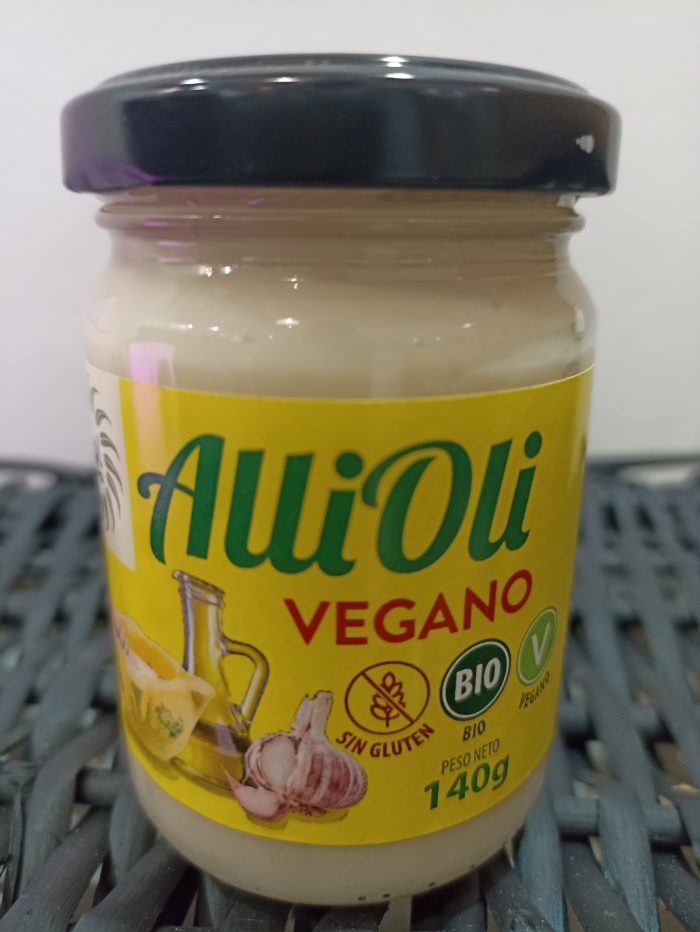 AlliOli
VEGANO
SIN GLUTEN
BIO
BIO
V
VEGANO
PESO NETO
140g